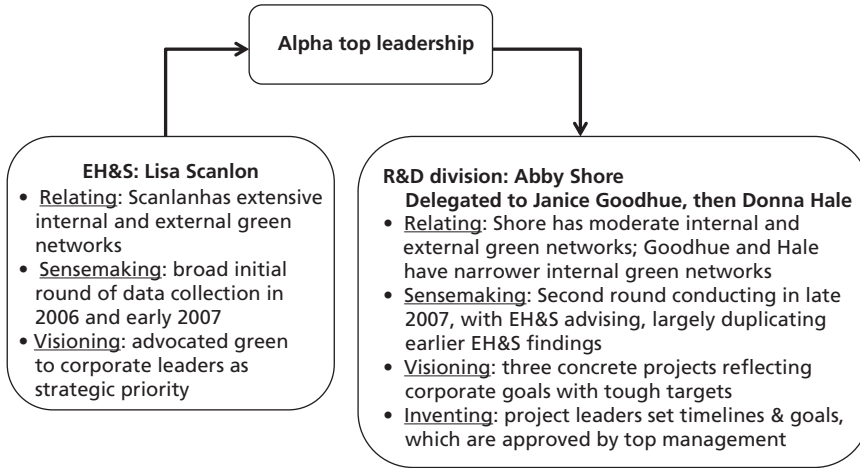 Alpha top leadership
EH&S: Lisa Scanlon
• Relating: Scanlanhas extensive
internal and external green
networks
• Sensemaking: broad initial
round of data collection in
2006 and early 2007
• Visioning: advocated green
to corporate leaders as
strategic priority
R&D division: Abby Shore
Delegated to Janice Goodhue, then Donna Hale
• Relating: Shore has moderate internal and
external green networks; Goodhue and Hale
have narrower internal green networks
• Sensemaking: Second round conducting in late
2007, with EH&S advising, largely duplicating
earlier EH&S findings
• Visioning: three concrete projects reflecting
corporate goals with tough targets
• Inventing: project leaders set timelines & goals,
which are approved by top management